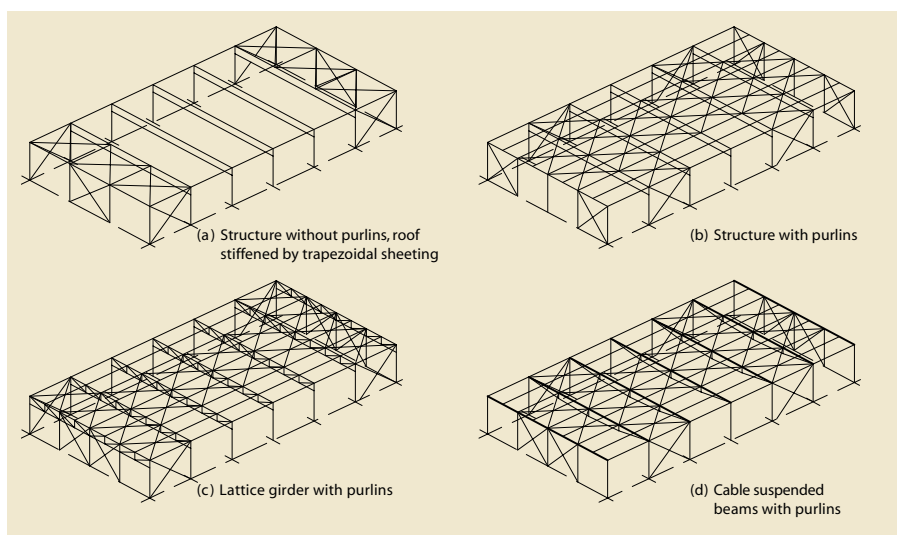 (a) Structure without purlins, roof
stiffened by trapezoidal sheeting
(b) Structure with purlins
(c) Lattice girder with purlins
(d) Cable suspended
beams with purlins